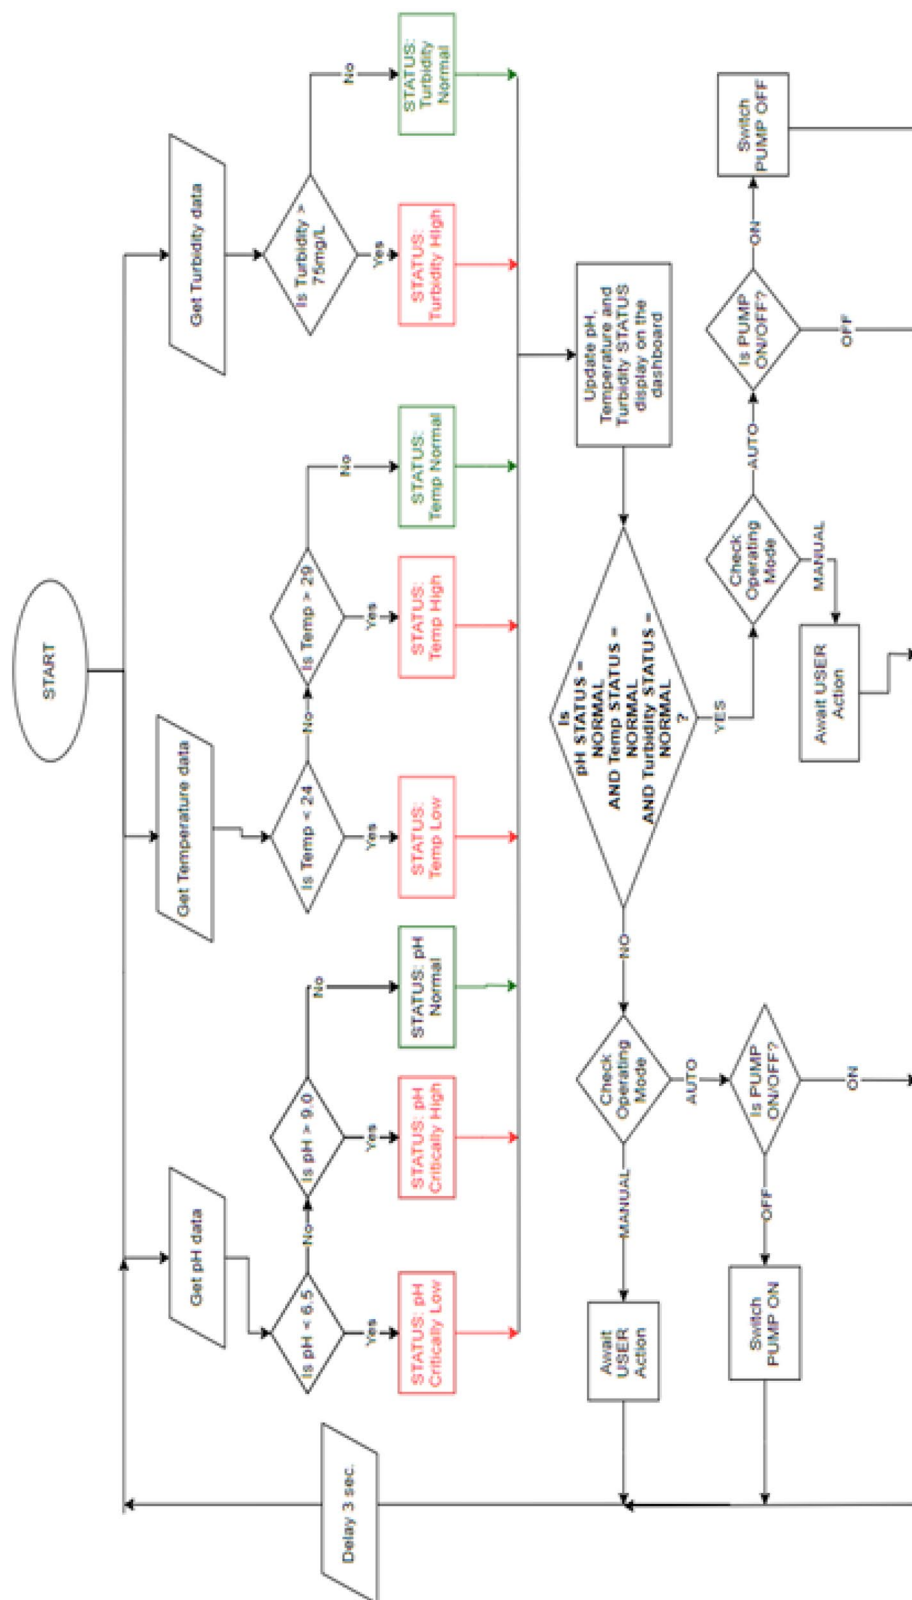 START
Get pH data
Get Temperature data
Get Turbidity data
Is pH < 6.5
No
Is pH > 9.0
No
Yes
Yes
Is Temp < 24
No
Is Temp > 29
No
Yes
Yes
Is Turbidity >
75mg/L
No
Yes
STATUS: pH
Critically Low
STATUS: pH
Critically High
STATUS: pH
Normal
STATUS:
Temp Low
STATUS:
Temp High
STATUS:
Temp Normal
STATUS:
Turbidity High
STATUS:
Turbidity
Normal
Delay 3 sec.
Update pH,
Temperature and
Turbidity STATUS
display on the
dashboard
Is
pH STATUS =
NORMAL
AND Temp STATUS =
NORMAL
AND Turbidity STATUS =
NORMAL
?
NO
YES
Check
Operating
Mode
MANUAL
AUTO
Await
USER
Action
Is PUMP
ON/OFF?
OFF
ON
Switch
PUMP ON
Check
Operating
Mode
AUTO
MANUAL
Await USER
Action
Is PUMP
ON/OFF?
ON
OFF
Switch
PUMP OFF